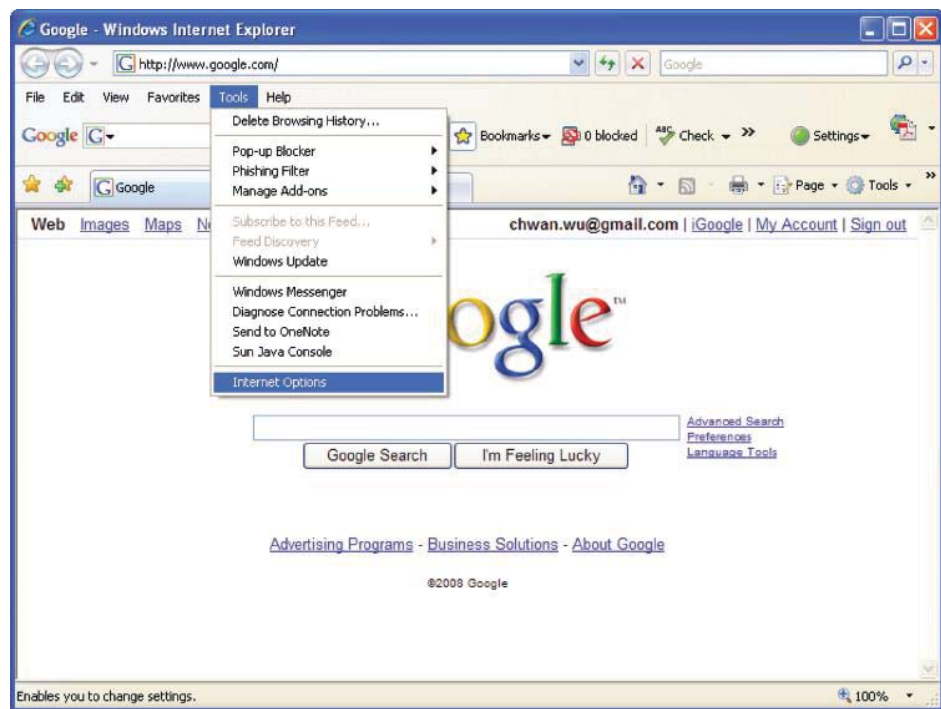 Google - Windows Internet Explorer
http://www.google.com/
Google
File Edit View Favorites Tools Help
Google G
Bookmarks 0 blocked ABC Check » Settings
Google
Page Tools »
Delete Browsing History...
Pop-up Blocker
Phishing Filter
Manage Add-ons
Subscribe to this Feed...
Feed Discovery
Windows Update
Windows Messenger
Diagnose Connection Problems...
Send to OneNote
Sun Java Console
Internet Options
Web Images Maps
chwan.wu@gmail.com | iGoogle | My Account | Sign out
ogle™
Advanced Search
Preferences
Language Tools
Google Search I'm Feeling Lucky
Advertising Programs - Business Solutions - About Google
©2008 Google
Enables you to change settings.
100%